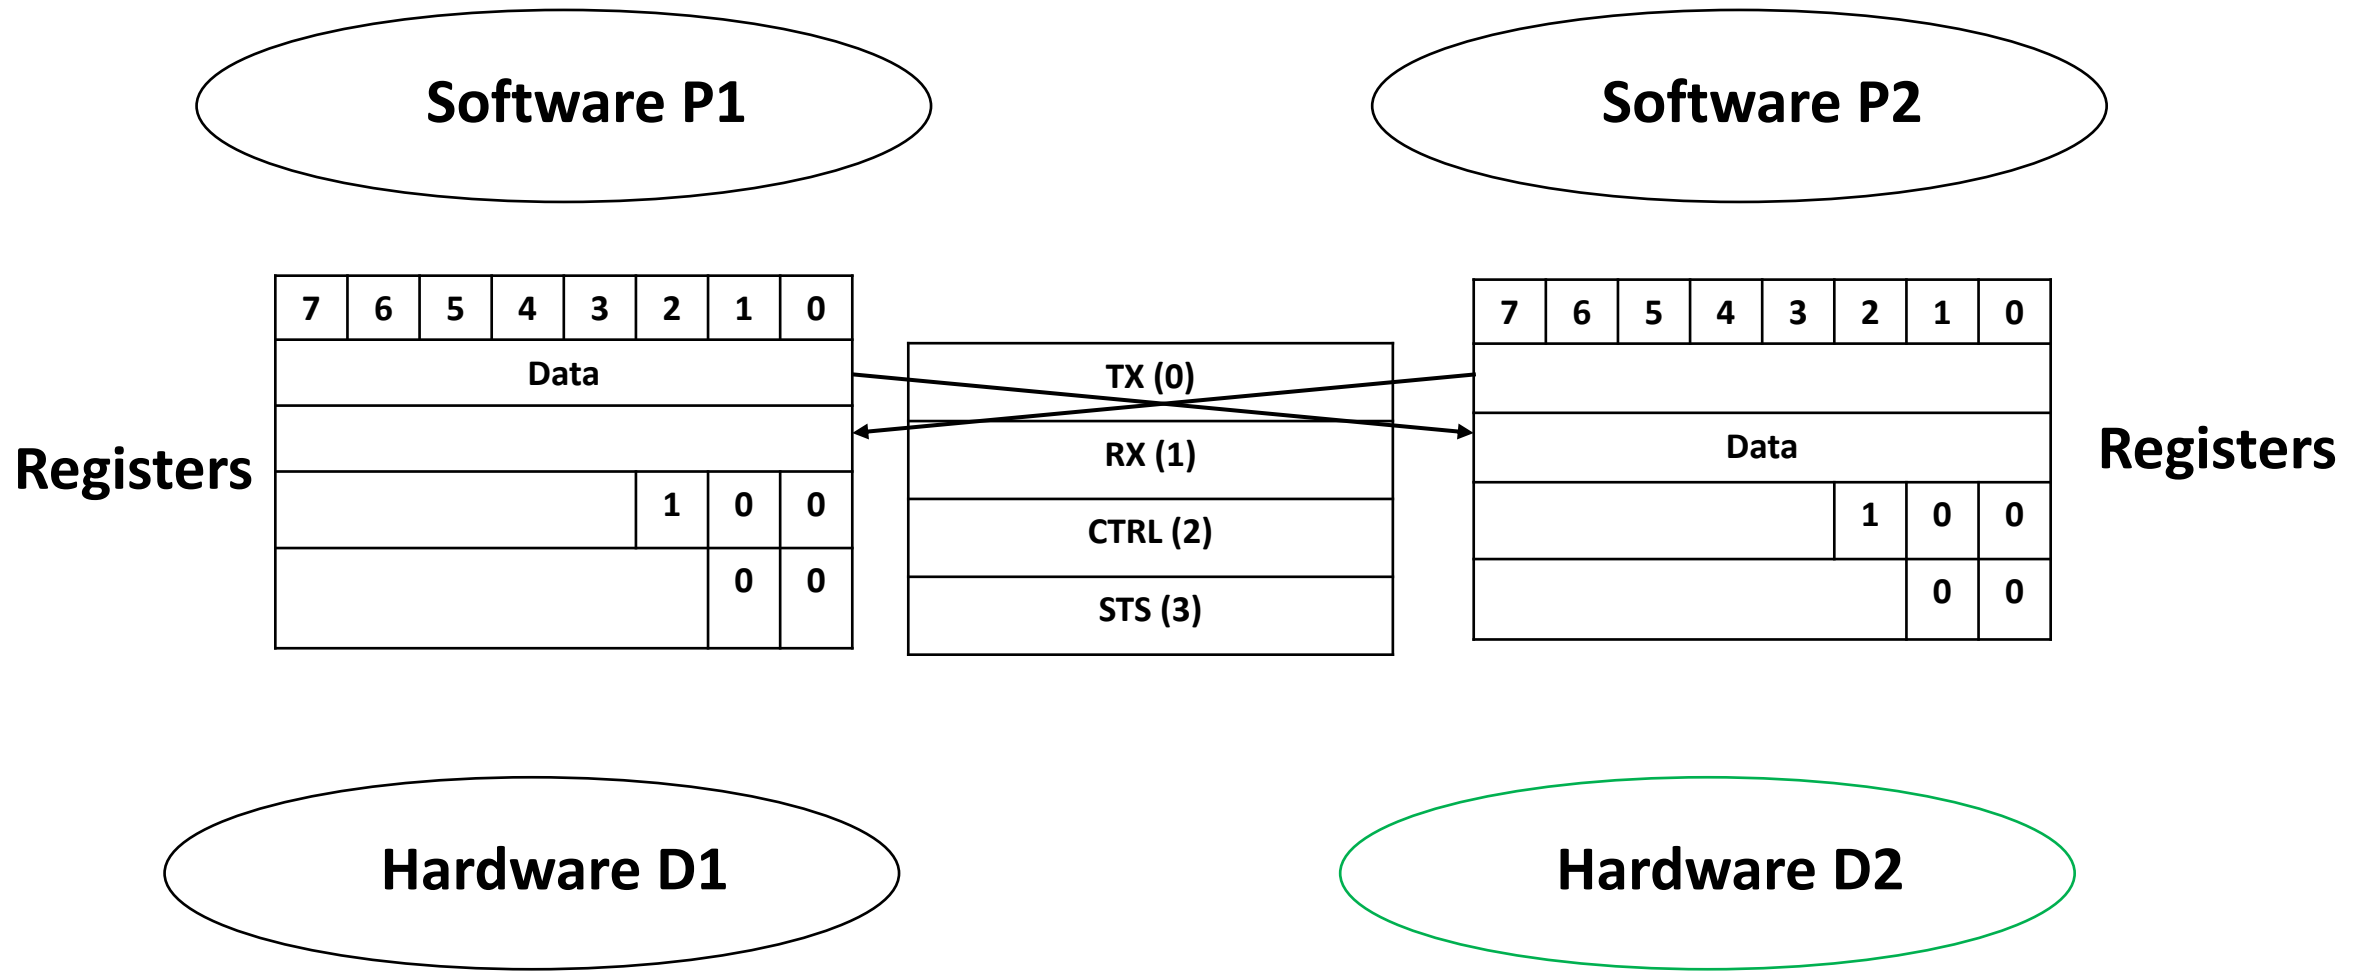 Software P1
Software P2
7 6 5 4 3 2 1 0
7 6 5 4 3 2 1 0
Data
TX (0)
RX (1)
Data
Registers
Registers
1 0 0
CTRL (2)
1 0 0
0 0
STS (3)
0 0
Hardware D1
Hardware D2